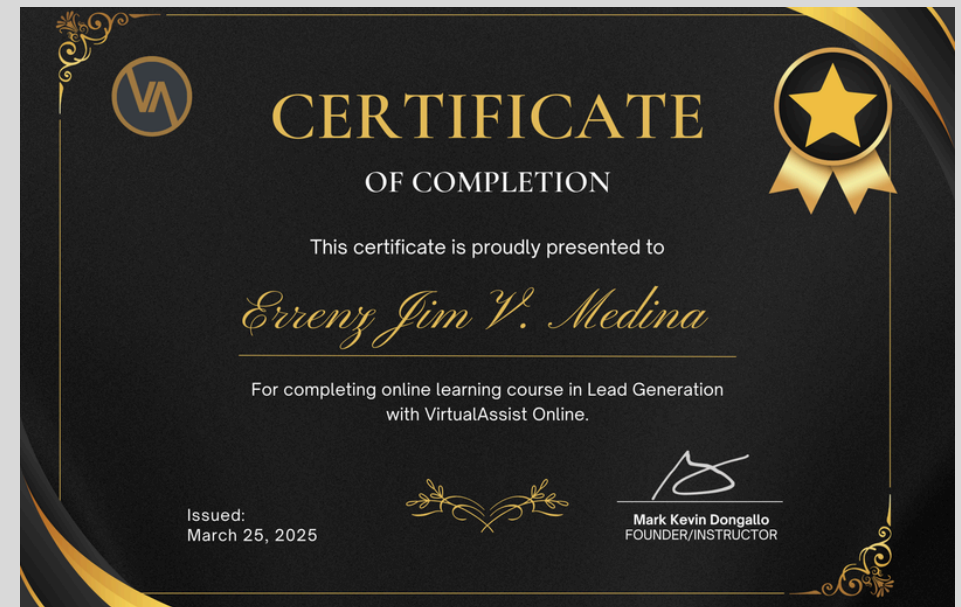 VA
CERTIFICATE
OF COMPLETION
This certificate is proudly presented to
Errenz Jim V. Medina
For completing online learning course in Lead Generation
with VirtualAssist Online.
Issued:
March 25, 2025
Mark Kevin Dongallo
FOUNDER/INSTRUCTOR